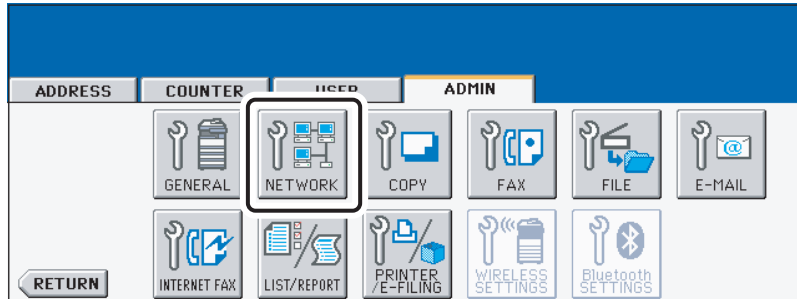 ADDRESS COUNTER USER ADMIN
GENERAL NETWORK COPY FAX FILE @ E-MAIL
INTERNET FAX LIST/REPORT PRINTER
/E-FILING WIRELESS
SETTINGS Bluetooth
SETTINGS
RETURN